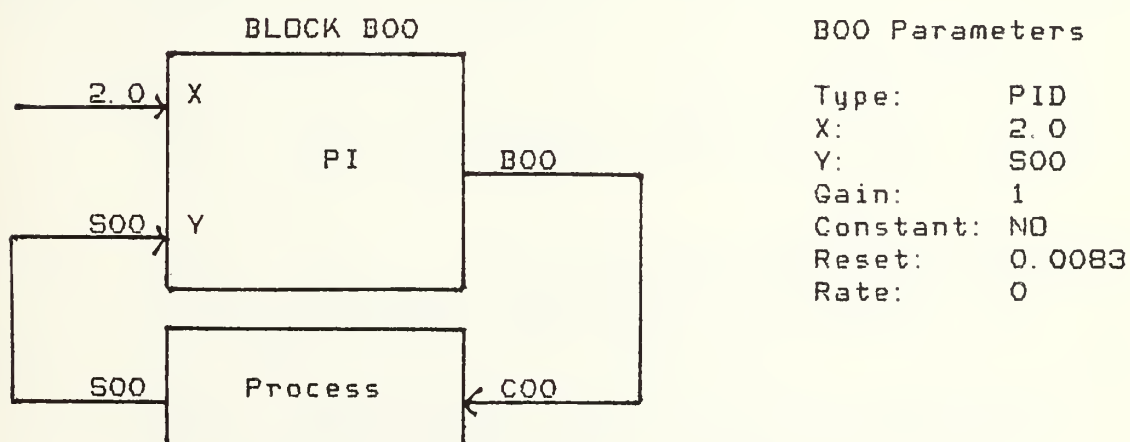 BLOCK B00
2.0
X
PI
B00
S00
Y
S00
Process
C00
B00 Parameters
Type: PID
X: 2.0
Y: S00
Gain: 1
Constant: NO
Reset: 0.0083
Rate: 0